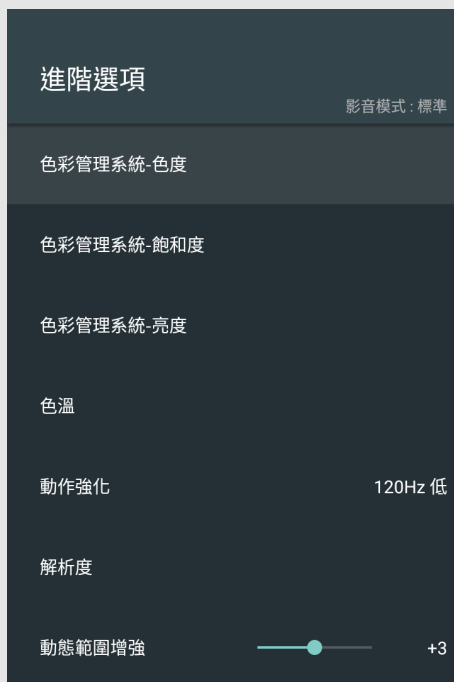 進階選項
影音模式 : 標準
色彩管理系統-色度
色彩管理系統-飽和度
色彩管理系統-亮度
色溫
動作強化 120Hz 低
解析度
動態範圍增強 +3